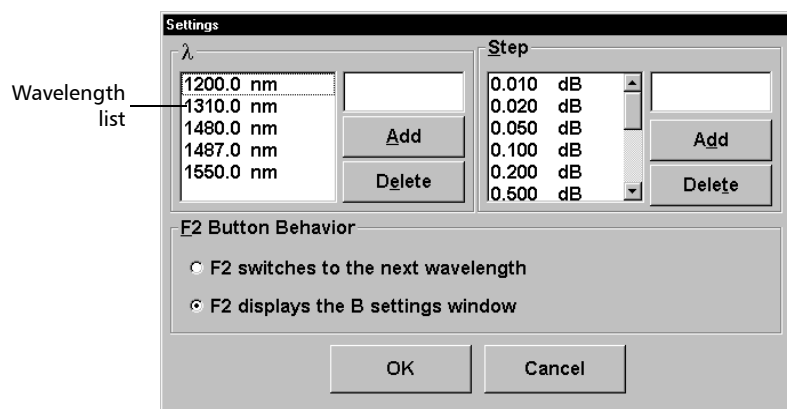 Settings
λ
Step
Wavelength
list
1200.0 nm
1310.0 nm
1480.0 nm
1487.0 nm
1550.0 nm
Add
Delete
0.010 dB
0.020 dB
0.050 dB
0.100 dB
0.200 dB
0.500 dB
Add
Delete
F2 Button Behavior
F2 switches to the next wavelength
F2 displays the B settings window
OK
Cancel